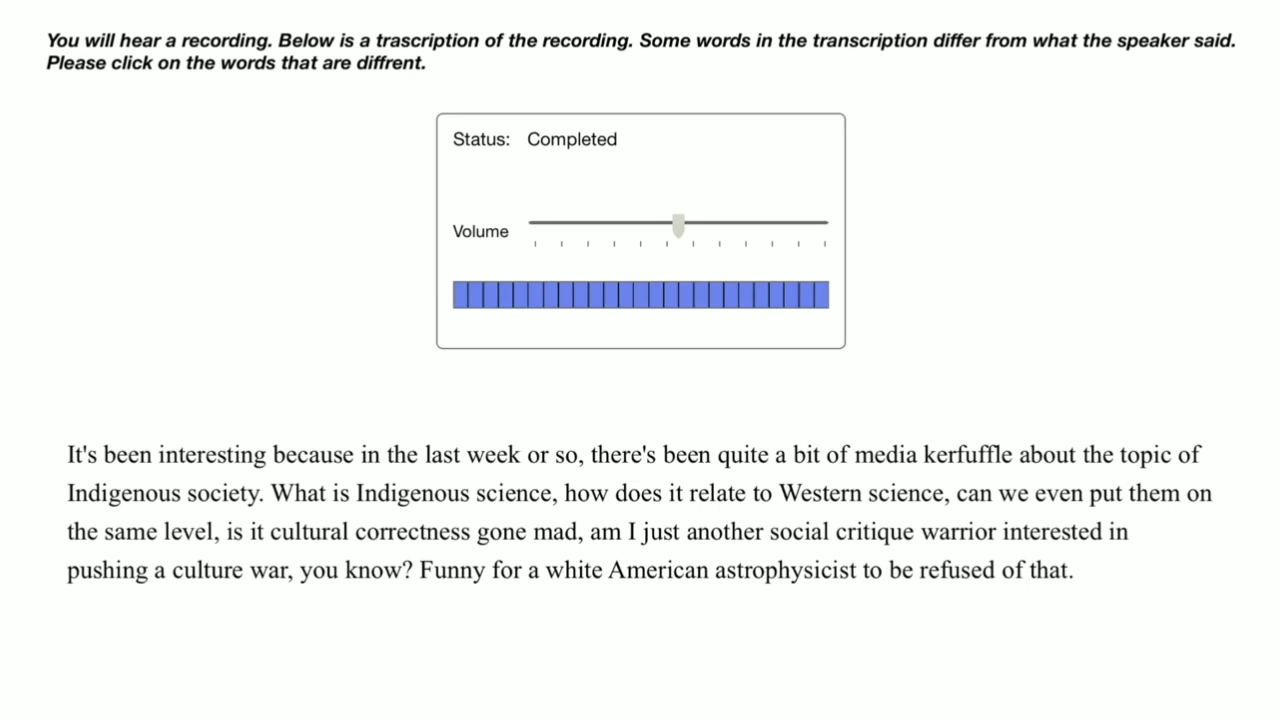 You will hear a recording. Below is a trascription of the recording. Some words in the transcription differ from what the speaker said.
Please click on the words that are diffrent.
Status: Completed
Volume
It's been interesting because in the last week or so, there's been quite a bit of media kerfuffle about the topic of
Indigenous society. What is Indigenous science, how does it relate to Western science, can we even put them on
the same level, is it cultural correctness gone mad, am I just another social critique warrior interested in
pushing a culture war, you know? Funny for a white American astrophysicist to be refused of that.